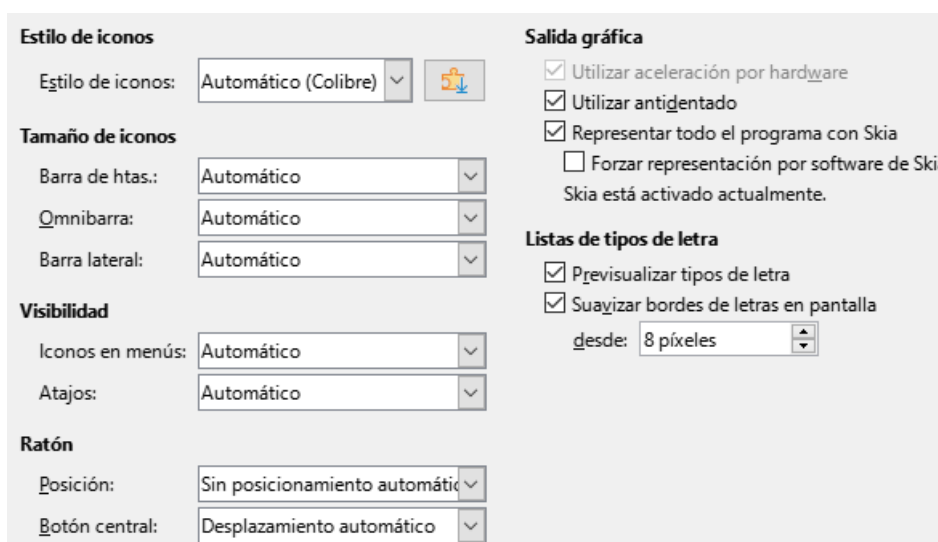 Estilo de iconos
Estilo de iconos: Automático (Colibre)
Tamaño de iconos
Barra de htas.: Automático
Omnibarra: Automático
Barra lateral: Automático
Visibilidad
Iconos en menús: Automático
Atajos: Automático
Ratón
Posición: Sin posicionamiento automátic
Botón central: Desplazamiento automático
Salida gráfica
Utilizar aceleración por hardware
Utilizar antidentado
Representar todo el programa con Skia
Forzar representación por software de Ski
Skia está activado actualmente.
Listas de tipos de letra
Previsualizar tipos de letra
Suavizar bordes de letras en pantalla
desde: 8 píxeles